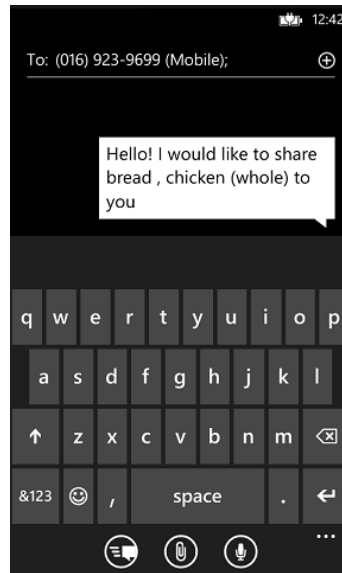 12:42
To: (016) 923-9699 (Mobile);
Hello! I would like to share
bread , chicken (whole) to
you
q w e r t y u i o p
a s d f g h j k l
z x c v b n m
&123 , space .